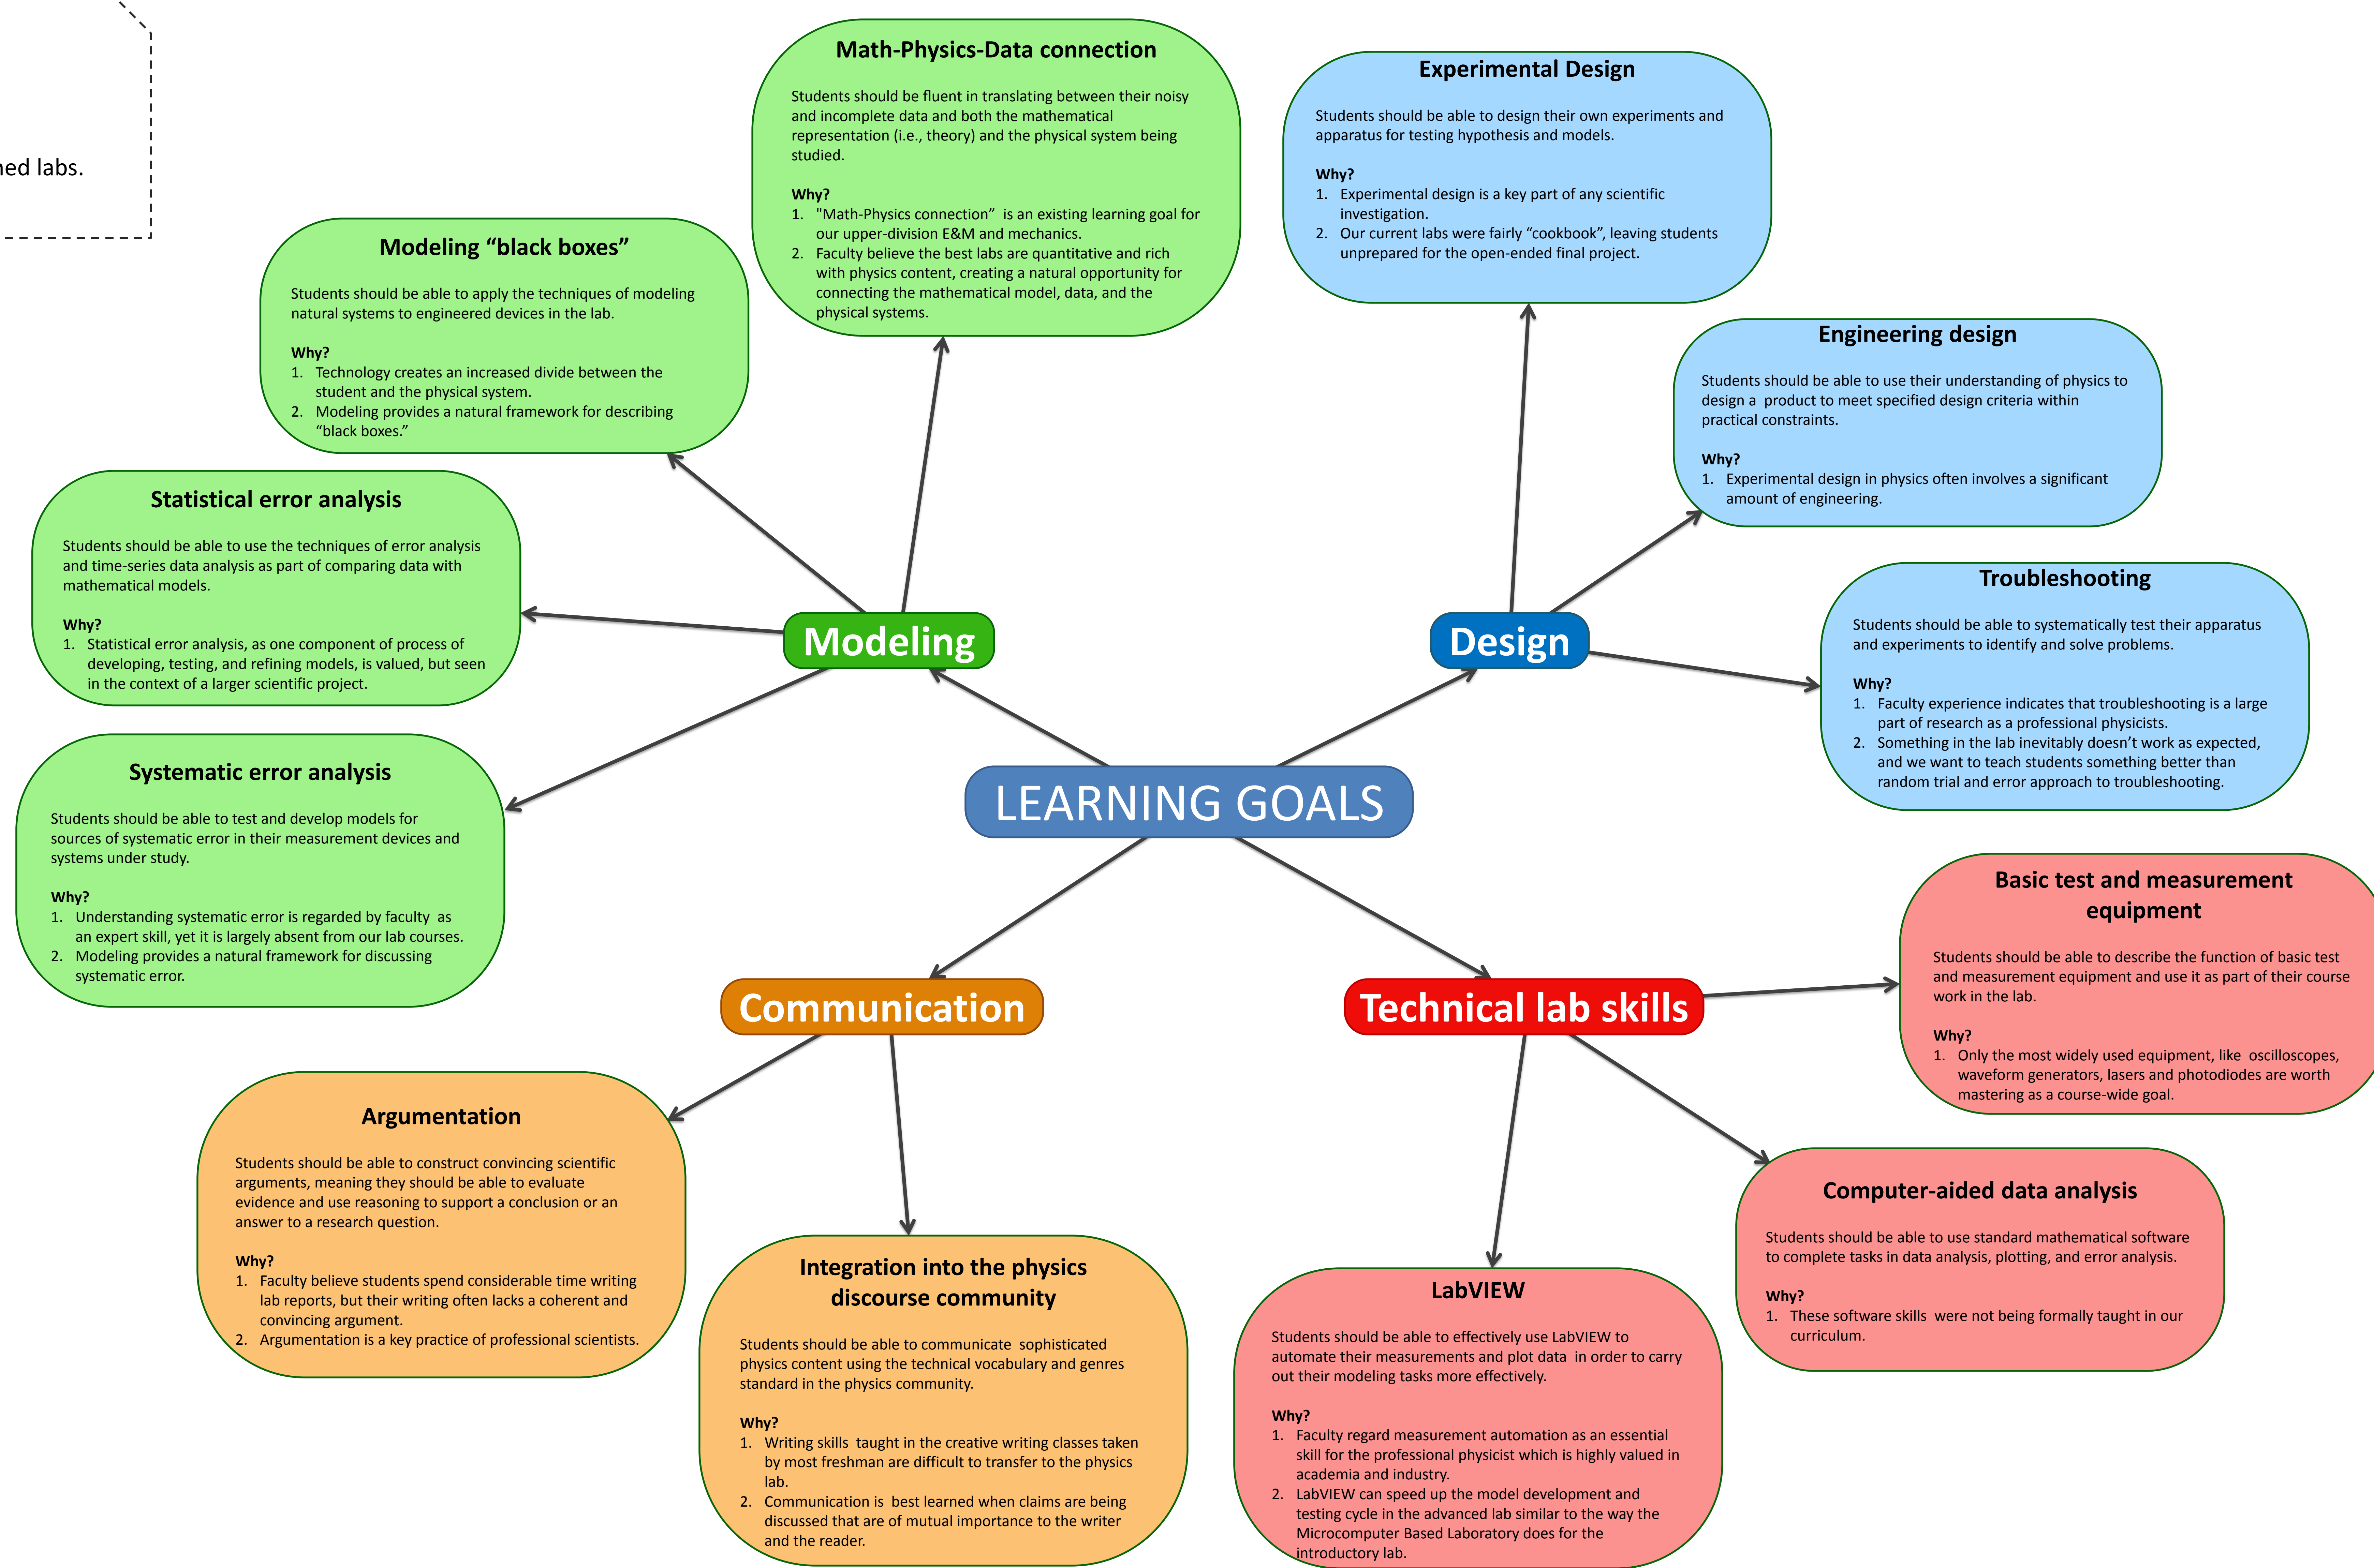 ned labs.
Math-Physics-Data connection
Students should be fluent in translating between their noisy
and incomplete data and both the mathematical
representation (i.e., theory) and the physical system being
studied.
Why?
1. "Math-Physics connection” is an existing learning goal for
our upper-division E&M and mechanics.
2. Faculty believe the best labs are quantitative and rich
with physics content, creating a natural opportunity for
connecting the mathematical model, data, and the
physical systems.
Experimental Design
Students should be able to design their own experiments and
apparatus for testing hypothesis and models.
Why?
1. Experimental design is a key part of any scientific
investigation.
2. Our current labs were fairly “cookbook”, leaving students
unprepared for the open-ended final project.
Modeling “black boxes”
Students should be able to apply the techniques of modeling
natural systems to engineered devices in the lab.
Why?
1. Technology creates an increased divide between the
student and the physical system.
2. Modeling provides a natural framework for describing
“black boxes.”
Engineering design
Students should be able to use their understanding of physics to
design a product to meet specified design criteria within
practical constraints.
Why?
1. Experimental design in physics often involves a significant
amount of engineering.
Statistical error analysis
Students should be able to use the techniques of error analysis
and time-series data analysis as part of comparing data with
mathematical models.
Why?
1. Statistical error analysis, as one component of process of
developing, testing, and refining models, is valued, but seen
in the context of a larger scientific project.
Modeling
Design
Troubleshooting
Students should be able to systematically test their apparatus
and experiments to identify and solve problems.
Why?
1. Faculty experience indicates that troubleshooting is a large
part of research as a professional physicists.
2. Something in the lab inevitably doesn’t work as expected,
and we want to teach students something better than
random trial and error approach to troubleshooting.
Systematic error analysis
Students should be able to test and develop models for
sources of systematic error in their measurement devices and
systems under study.
Why?
1. Understanding systematic error is regarded by faculty as
an expert skill, yet it is largely absent from our lab courses.
2. Modeling provides a natural framework for discussing
systematic error.
LEARNING GOALS
Basic test and measurement
equipment
Students should be able to describe the function of basic test
and measurement equipment and use it as part of their course
work in the lab.
Why?
1. Only the most widely used equipment, like oscilloscopes,
waveform generators, lasers and photodiodes are worth
mastering as a course-wide goal.
Communication
Technical lab skills
Argumentation
Students should be able to construct convincing scientific
arguments, meaning they should be able to evaluate
evidence and use reasoning to support a conclusion or an
answer to a research question.
Why?
1. Faculty believe students spend considerable time writing
lab reports, but their writing often lacks a coherent and
convincing argument.
2. Argumentation is a key practice of professional scientists.
Computer-aided data analysis
Students should be able to use standard mathematical software
to complete tasks in data analysis, plotting, and error analysis.
Why?
1. These software skills were not being formally taught in our
curriculum.
Integration into the physics
discourse community
Students should be able to communicate sophisticated
physics content using the technical vocabulary and genres
standard in the physics community.
Why?
1. Writing skills taught in the creative writing classes taken
by most freshman are difficult to transfer to the physics
lab.
2. Communication is best learned when claims are being
discussed that are of mutual importance to the writer
and the reader.
LabVIEW
Students should be able to effectively use LabVIEW to
automate their measurements and plot data in order to carry
out their modeling tasks more effectively.
Why?
1. Faculty regard measurement automation as an essential
skill for the professional physicist which is highly valued in
academia and industry.
2. LabVIEW can speed up the model development and
testing cycle in the advanced lab similar to the way the
Microcomputer Based Laboratory does for the
introductory lab.